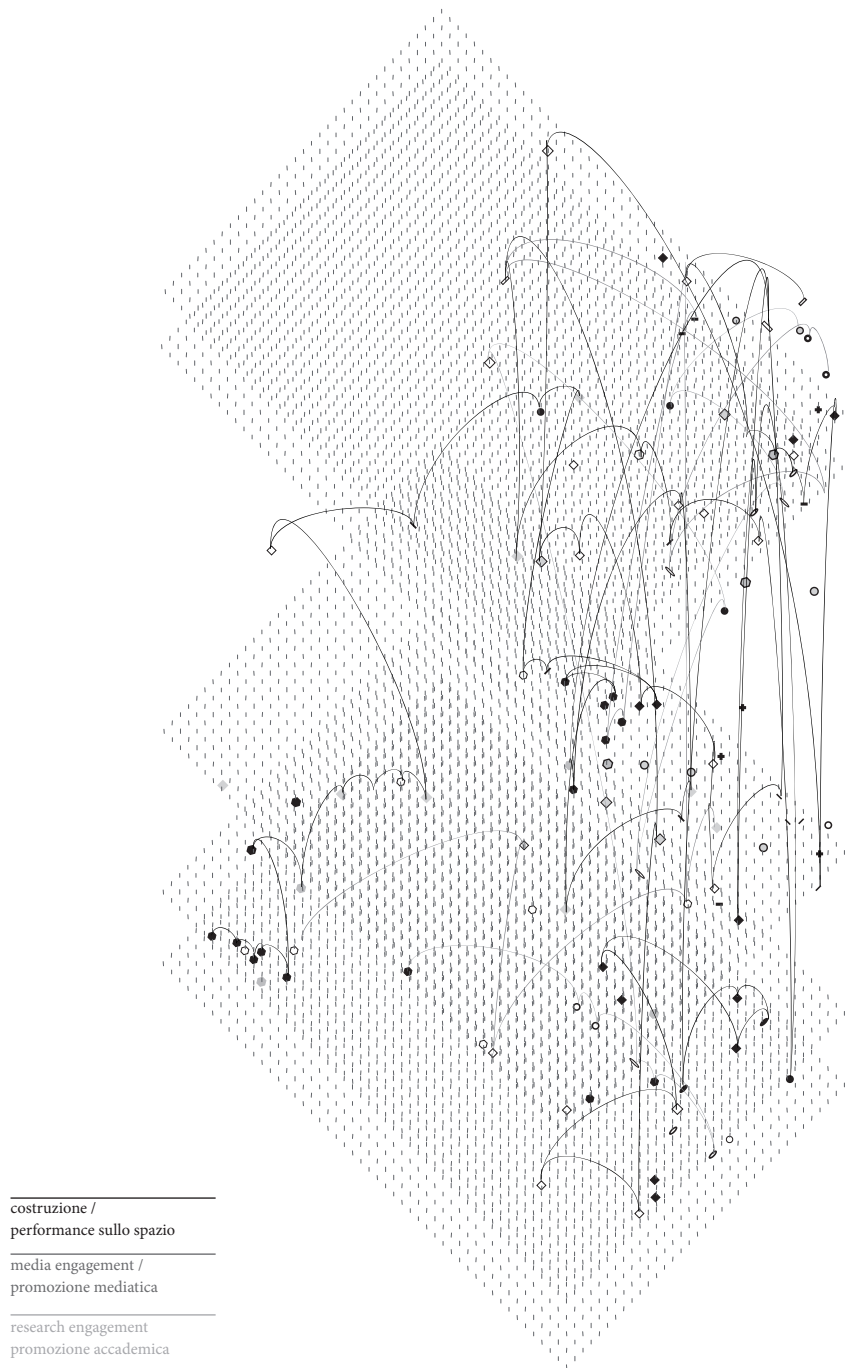 costruzione /
performance sullo spazio
media engagement /
promozione mediatica
research engagement
promozione accademica